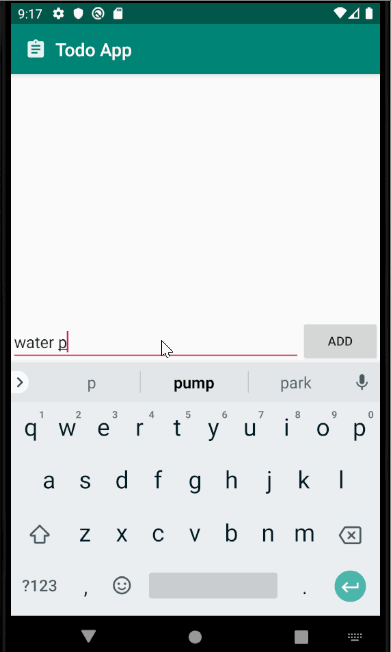 9:17
Todo App
water p
ADD
p pump park
1 2 3 4 5 6 7 8 9 0
q w e r t y u i o p
a s d f g h j k l
z x c v b n m
?123 , .